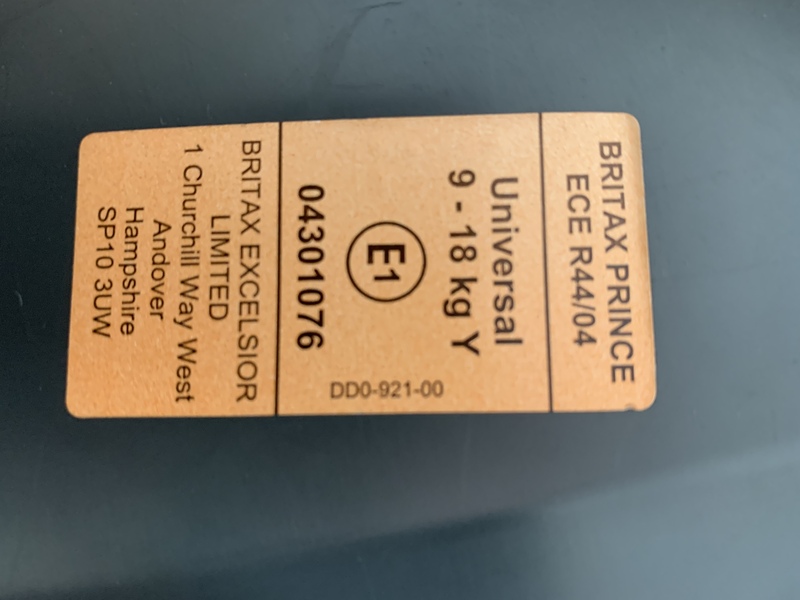 BRITAX PRINCE
ECE R44/04
Universal
9 - 18 kg Y
E1
04301076
DD0-921-00
BRITAX EXCELSIOR
LIMITED
1 Churchill Way West
Andover
Hampshire
SP10 3UW